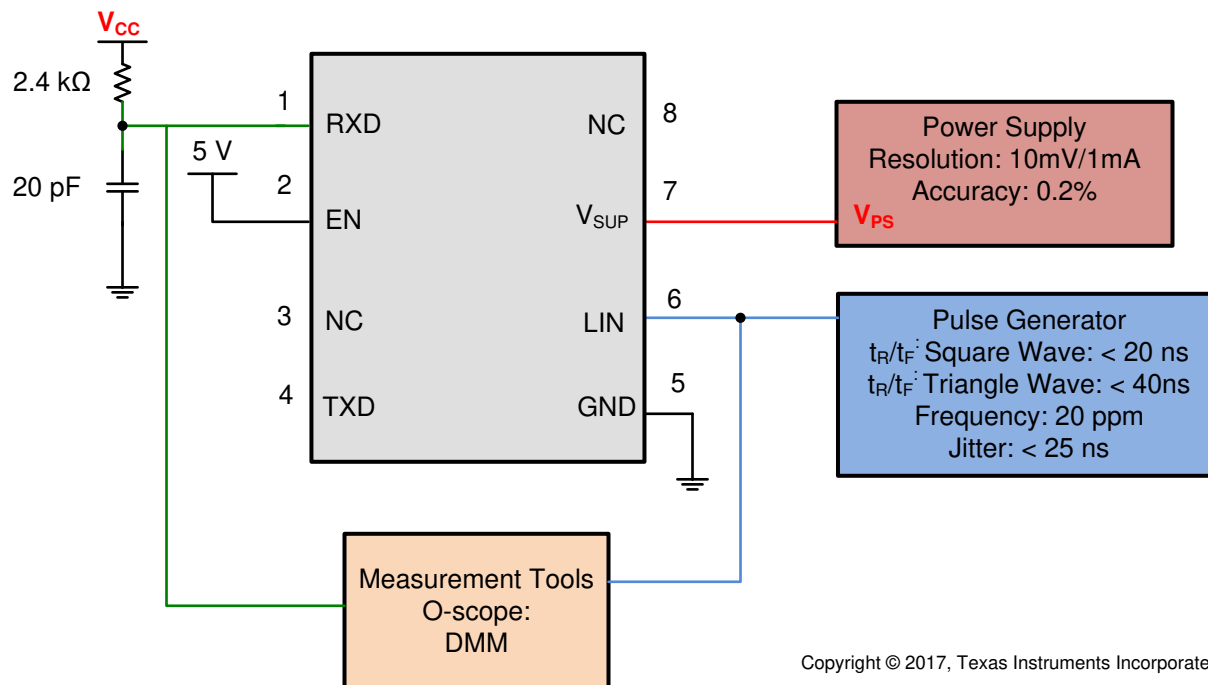 VCC
2.4 kΩ
20 pF
5 V
1
2
3
4
RXD
EN
NC
TXD
NC
VSUP
LIN
GND
8
7
6
5
Power Supply
Resolution: 10mV/1mA
Accuracy: 0.2%
VPS
Pulse Generator
tR/tF: Square Wave: < 20 ns
tR/tF: Triangle Wave: < 40ns
Frequency: 20 ppm
Jitter: < 25 ns
Measurement Tools
O-scope:
DMM
Copyright © 2017, Texas Instruments Incorporate